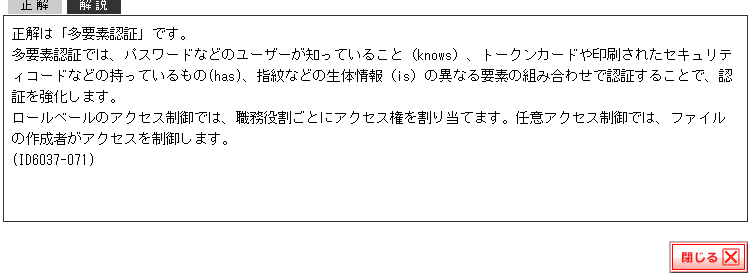 正解 解説
正解は「多要素認証」です。
多要素認証では、パスワードなどのユーザーが知っていること（knows）、トークンカードや印刷されたセキュリテ
ィコードなどの持っているもの(has)、指紋などの生体情報（is）の異なる要素の組み合わせで認証することで、認
証を強化します。
ロールベールのアクセス制御では、職務役割ごとにアクセス権を割り当てます。任意アクセス制御では、ファイル
の作成者がアクセスを制御します。
(ID6037-071)
閉じる